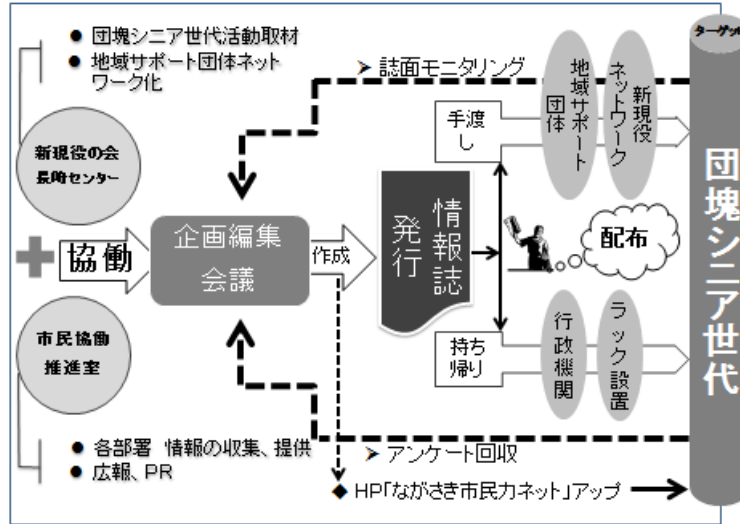 ● 団塊シニア世代活動取材
● 地域サポート団体ネット
ワーク化
新現役の会
長崎センター
協働
市民協働
推進室
● 各部署 情報の収集、提供
● 広報、PR
企画編集
会議
作成
情報誌
発行
➤ 誌面モニタリング
手渡
し
地域サポート
団体
新現役
ネットワーク
配布
持ち
帰り
行政機関
ラック設置
➤ アンケート回収
◆ HP「ながさき市民力ネット」アップ
ターゲット
団塊シニア世代